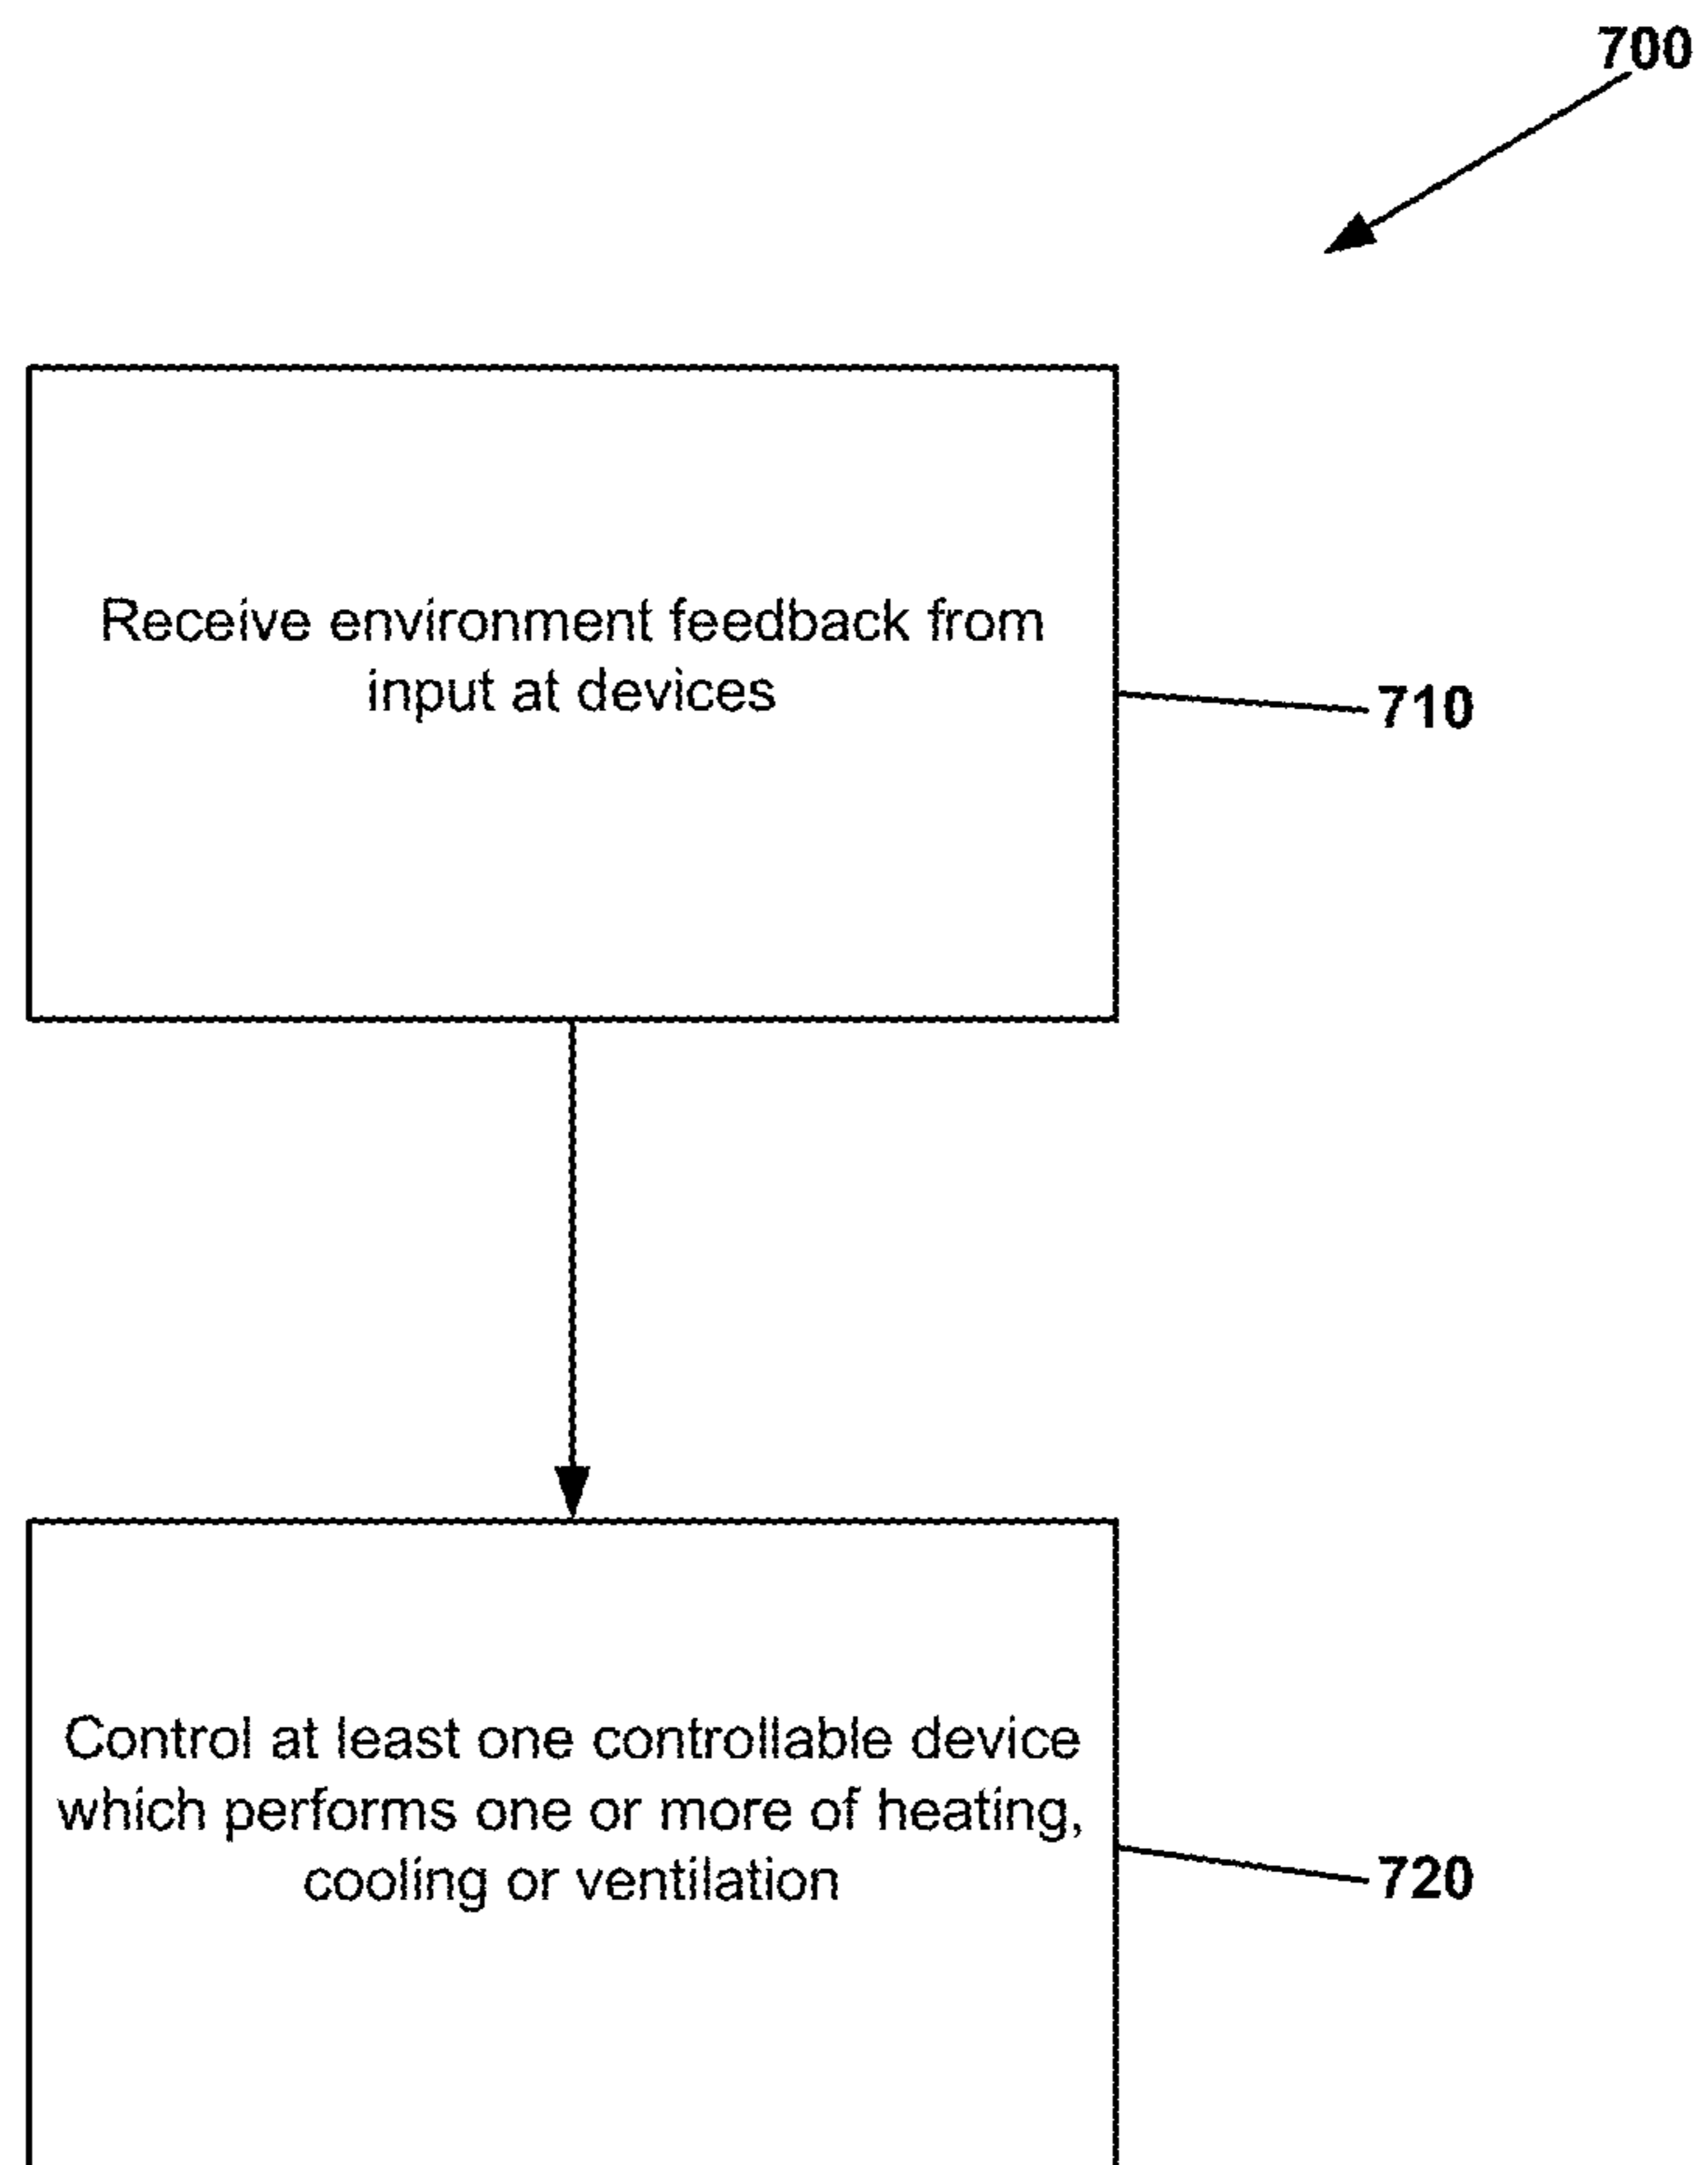 700
Receive environment feedback from
input at devices
710
Control at least one controllable device
which performs one or more of heating,
cooling or ventilation
720